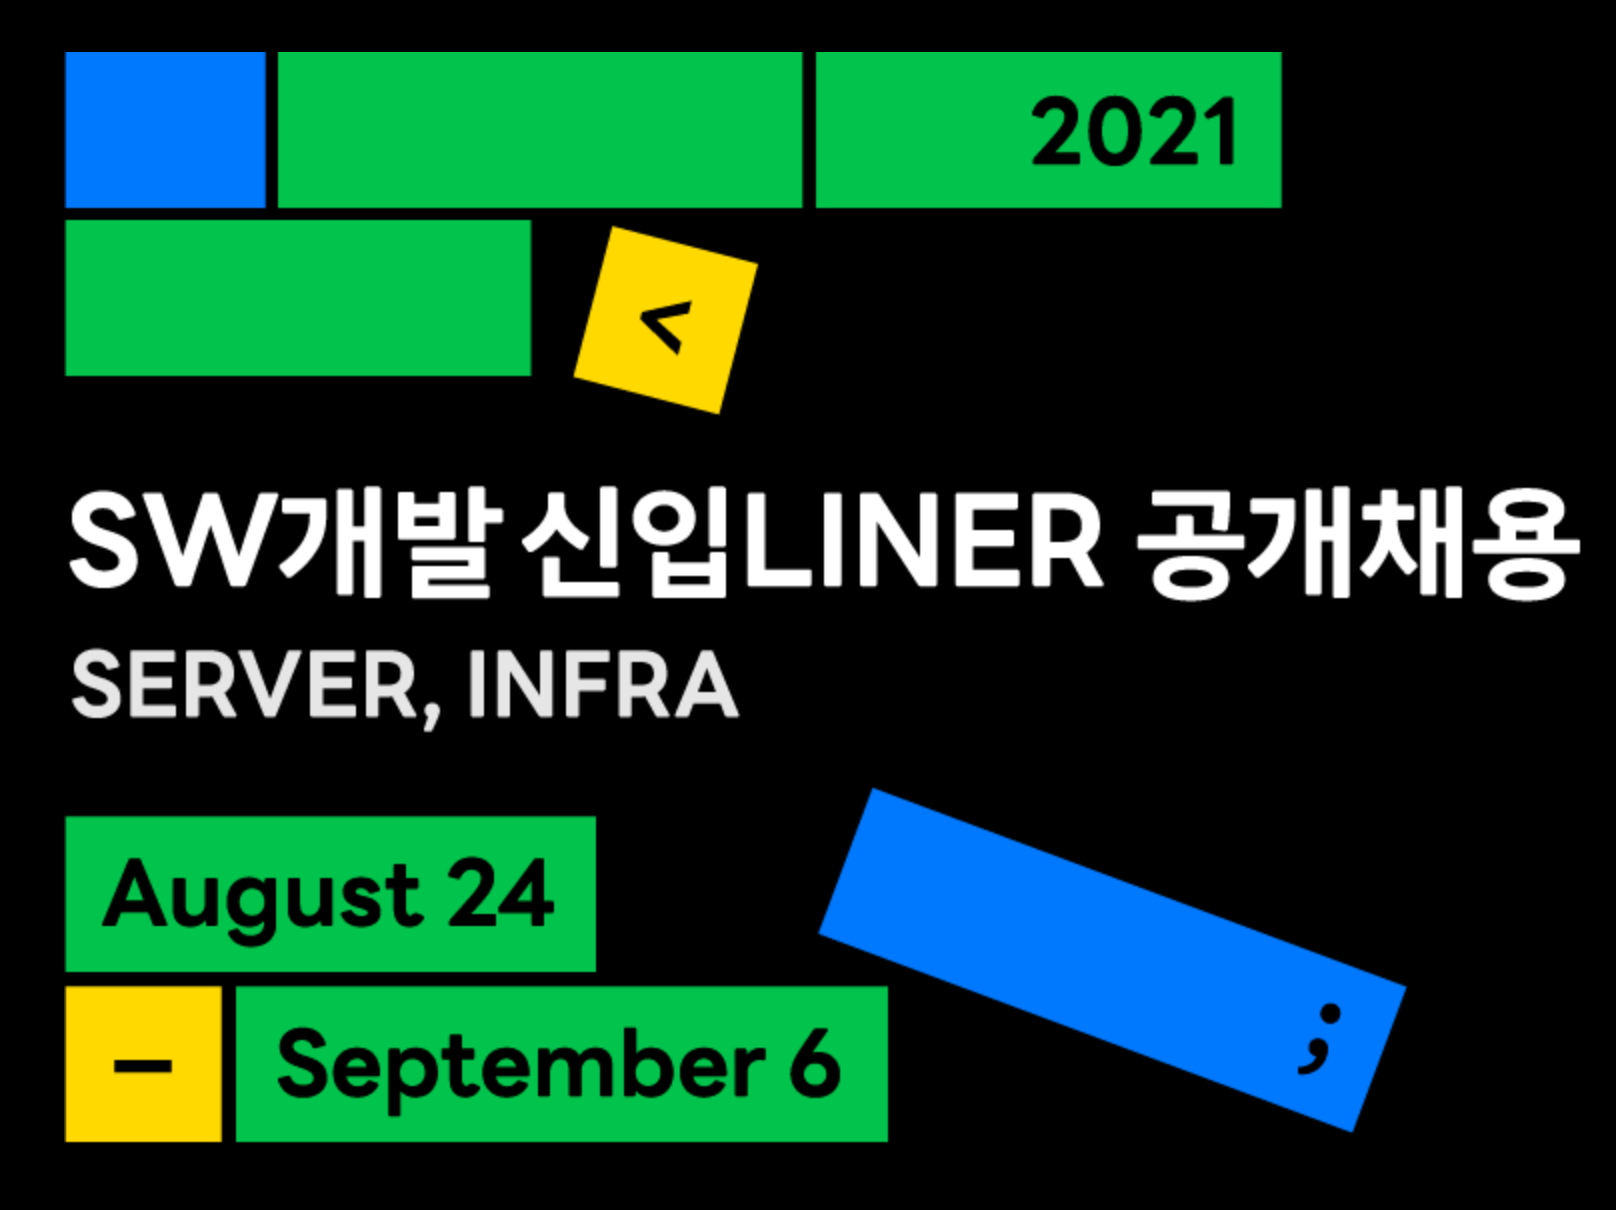 2021
<
SW개발 신입LINER 공개채용
SERVER, INFRA
August 24
– September 6
;